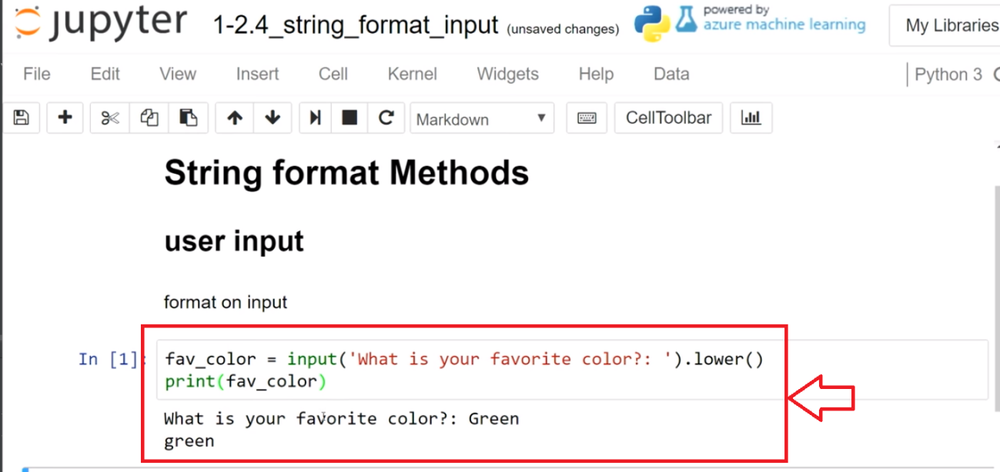 jupyter 1-2.4_string_format_input (unsaved changes) powered by
azure machine learning My Libraries
File Edit View Insert Cell Kernel Widgets Help Data Python 3
Markdown CellToolbar
String format Methods
user input
format on input
In [1]: fav_color = input('What is your favorite color?: ').lower()
print(fav_color)
What is your favorite color?: Green
green